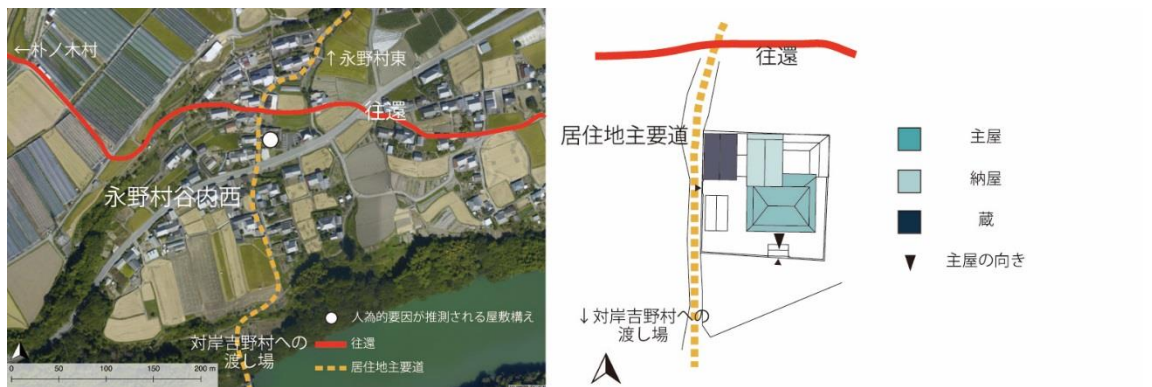 ←朴ノ木村
↑永野村東
往還
永野村谷内西
対岸吉野村への
渡し場
人為的要因が推測される屋敷構え
往還
居住地主要道
0 50 100 150 200 m
往還
居住地主要道
↓対岸吉野村への
渡し場
主屋
納屋
蔵
主屋の向き